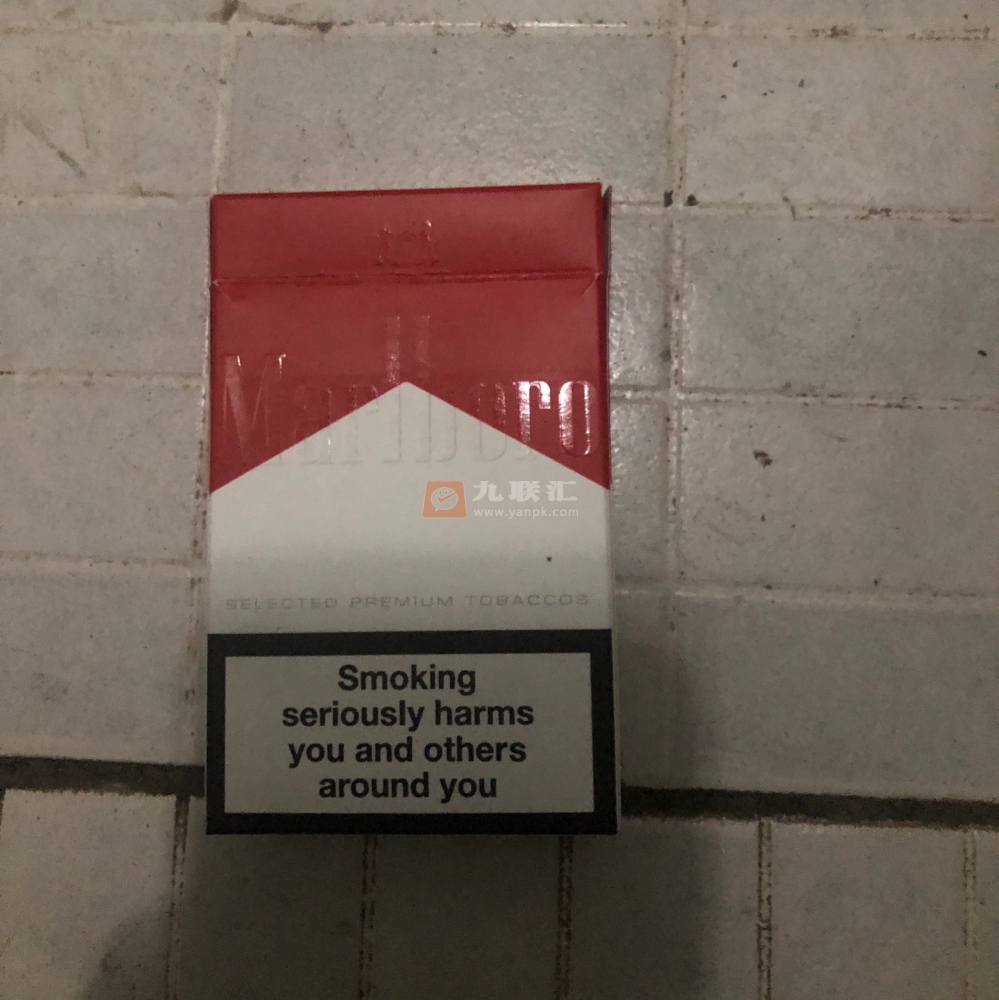 Marlboro
九联汇
www.yanpk.com
SELECTED PREMIUM TOBACCOS
Smoking
seriously harms
you and others
around you